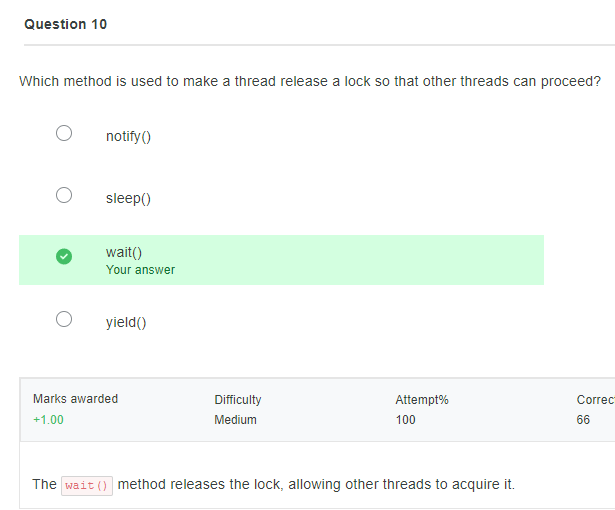 Question 10
Which method is used to make a thread release a lock so that other threads can proceed?
notify()
sleep()
wait()
Your answer
yield()
Marks awarded Difficulty Attempt% Correc
+1.00 Medium 100 66
The wait() method releases the lock, allowing other threads to acquire it.